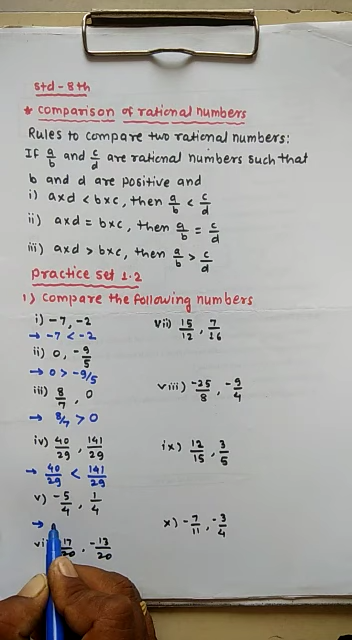 std - 8th
* comparison of rational numbers
Rules to compare two rational numbers:
If a/b and c/d are rational numbers such that
b and d are positive and
i) a×d < b×c, then a/b < c/d
ii) a×d = b×c, then a/b = c/d
iii) a×d > b×c, then a/b > c/d
practice set 1.2
1) compare the following numbers
i) -7, -2
→ -7 < -2
ii) 0, -9/5
→ 0 > -9/5
iii) 8/7, 0
→ 8/7 > 0
iv) 40/29, 141/29
→ 40/29 < 141/29
v) -5/4, 1/4
→
17/20, -13/20
vii) 15/12, 7/16
viii) -25/8, -9/4
ix) 12/15, 3/5
x) -7/11, -3/4